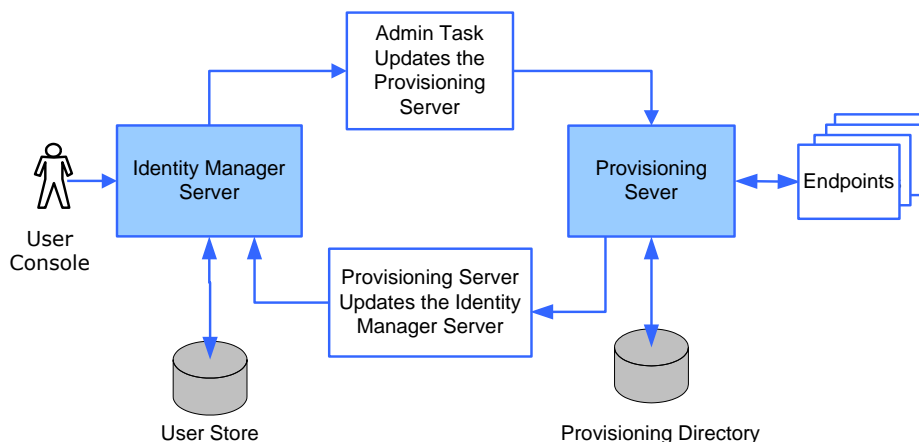 Admin Task
Updates the
Provisioning
Server
Identity Manager
Server
Provisioning
Sever
Endpoints
User
Console
Provisioning Server
Updates the Identity
Manager Server
User Store
Provisioning Directory